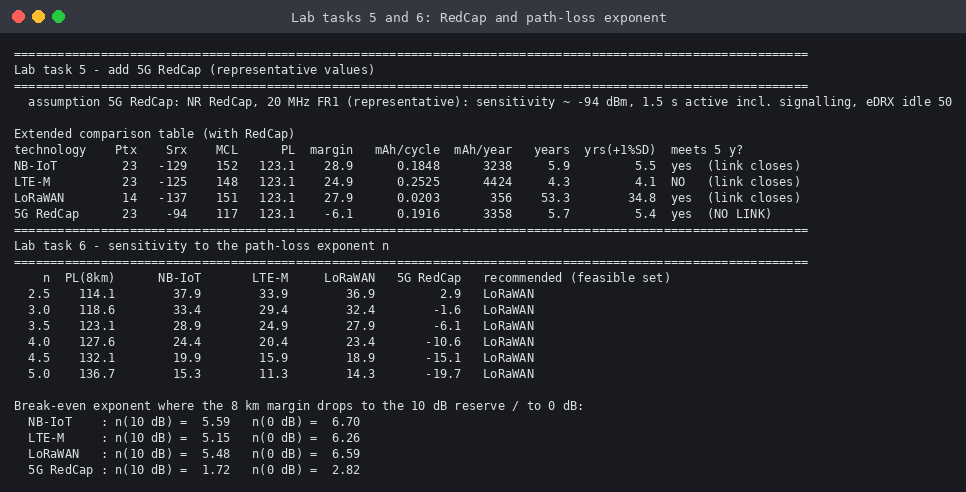 Lab tasks 5 and 6: RedCap and path-loss exponent
==============================================================================================================
Lab task 5 - add 5G RedCap (representative values)
==============================================================================================================
  assumption 5G RedCap: NR RedCap, 20 MHz FR1 (representative): sensitivity ~ -94 dBm, 1.5 s active incl. signalling, eDRX idle 50
Extended comparison table (with RedCap)
technology    Ptx    Srx    MCL      PL  margin   mAh/cycle  mAh/year   years  yrs(+1%SD)  meets 5 y?
NB-IoT         23   -129    152   123.1    28.9      0.1848      3238     5.9         5.5  yes  (link closes)
LTE-M          23   -125    148   123.1    24.9      0.2525      4424     4.3         4.1  NO   (link closes)
LoRaWAN        14   -137    151   123.1    27.9      0.0203       356    53.3        34.8  yes  (link closes)
5G RedCap      23    -94    117   123.1    -6.1      0.1916      3358     5.7         5.4  yes  (NO LINK)
==============================================================================================================
Lab task 6 - sensitivity to the path-loss exponent n
==============================================================================================================
    n  PL(8km)      NB-IoT       LTE-M     LoRaWAN   5G RedCap   recommended (feasible set)
  2.5    114.1        37.9        33.9        36.9         2.9   LoRaWAN
  3.0    118.6        33.4        29.4        32.4        -1.6   LoRaWAN
  3.5    123.1        28.9        24.9        27.9        -6.1   LoRaWAN
  4.0    127.6        24.4        20.4        23.4       -10.6   LoRaWAN
  4.5    132.1        19.9        15.9        18.9       -15.1   LoRaWAN
  5.0    136.7        15.3        11.3        14.3       -19.7   LoRaWAN
Break-even exponent where the 8 km margin drops to the 10 dB reserve / to 0 dB:
  NB-IoT    : n(10 dB) =  5.59   n(0 dB) =  6.70
  LTE-M     : n(10 dB) =  5.15   n(0 dB) =  6.26
  LoRaWAN   : n(10 dB) =  5.48   n(0 dB) =  6.59
  5G RedCap : n(10 dB) =  1.72   n(0 dB) =  2.82